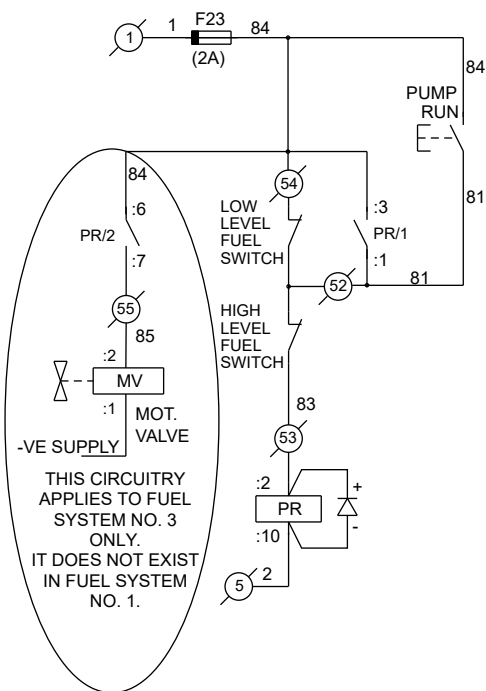 1
1
F23
84
(2A)
84
PUMP
RUN
84
54
:6
LOW
LEVEL
FUEL
SWITCH
:3
81
PR/2
PR/1
:7
:1
52
81
55
HIGH
LEVEL
FUEL
SWITCH
85
:2
MV
83
:1
MOT.
VALVE
53
-VE SUPPLY
THIS CIRCUITRY
APPLIES TO FUEL
SYSTEM NO. 3
ONLY.
IT DOES NOT EXIST
IN FUEL SYSTEM
NO. 1.
:2
+
PR
:10
-
5
2